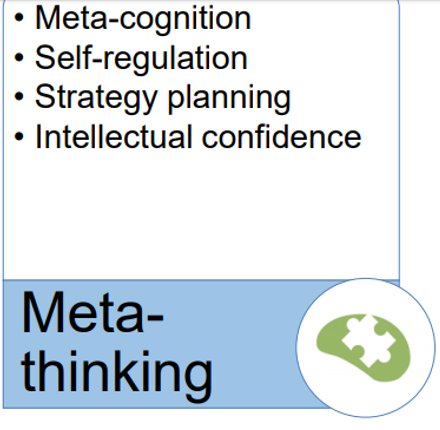 • Meta-cognition
• Self-regulation
• Strategy planning
• Intellectual confidence
Meta-
thinking